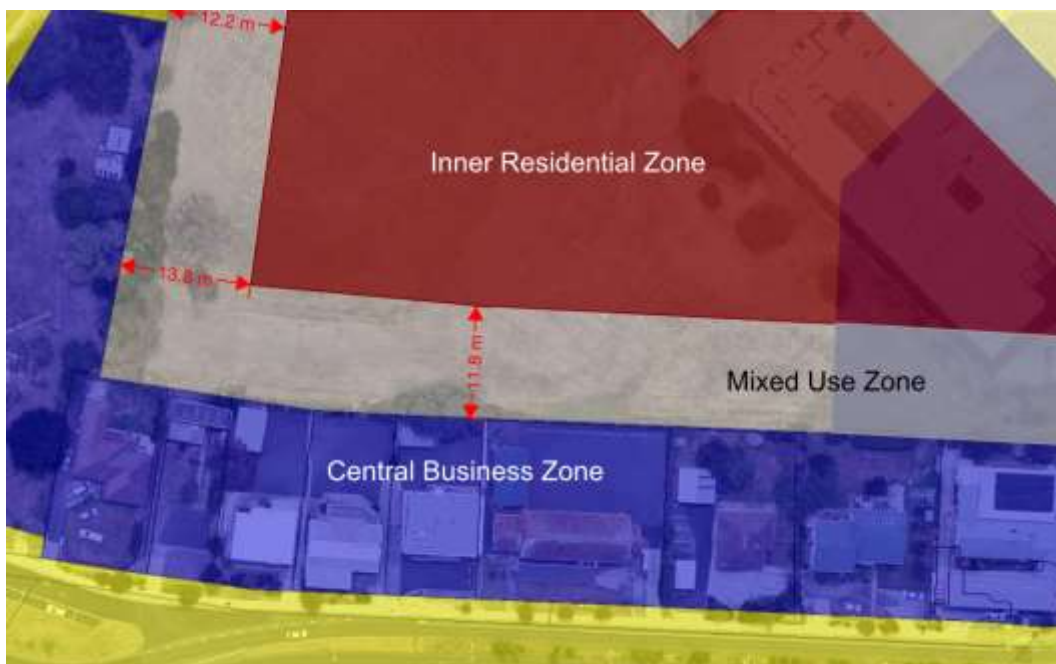 12.2 m
Inner Residential Zone
13.8 m
11.8 m
Mixed Use Zone
Central Business Zone